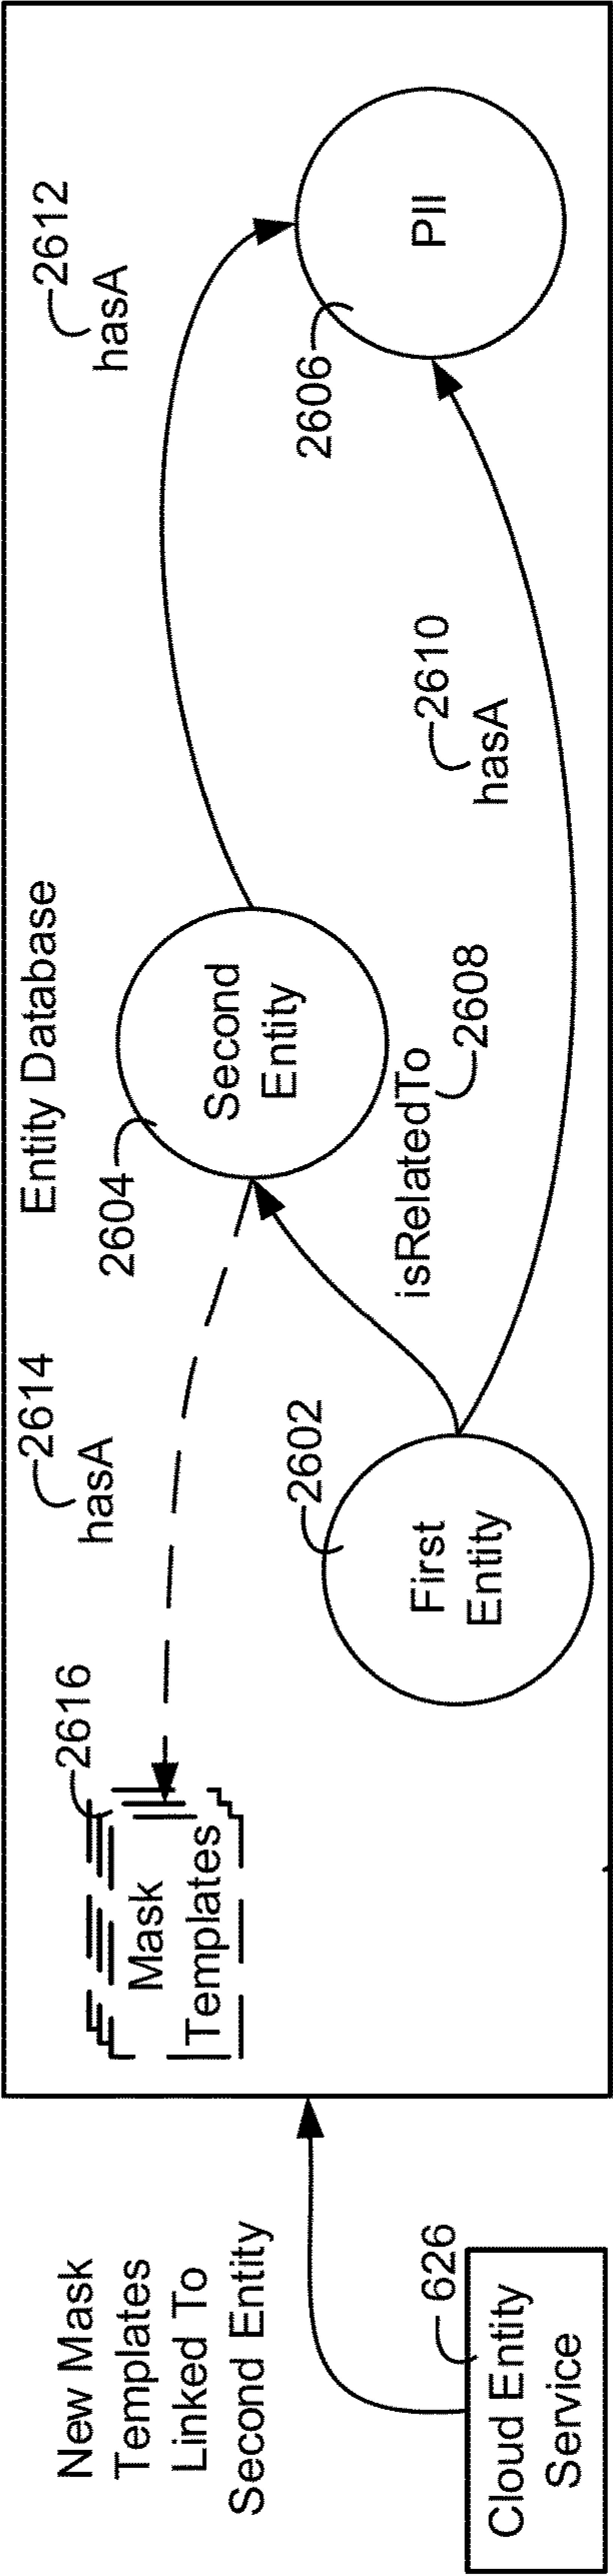 Entity Database
New Mask
Templates
Linked To
Second Entity
626
Cloud Entity
Service
2616
Mask
Templates
2614
hasA
2602
First
Entity
2604
Second
Entity
isRelatedTo
2608
2610
hasA
2612
hasA
2606
PII